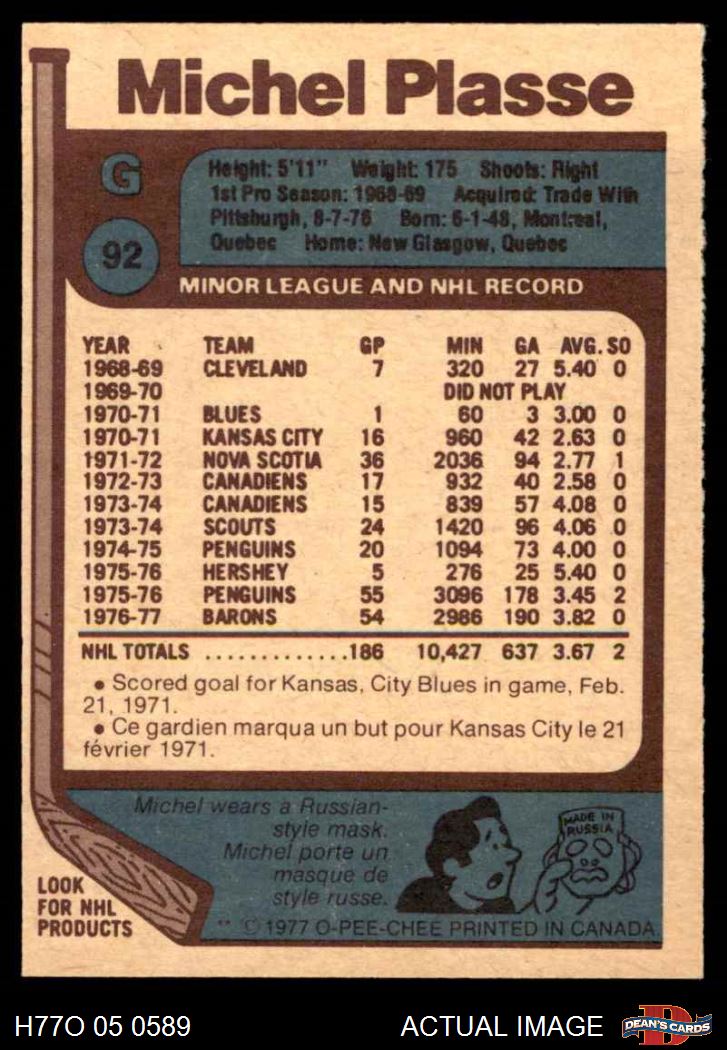 Michel Plasse
G
92
Height: 5'11" Weight: 175 Shoots: Right
1st Pro Season: 1968-69 Acquired: Trade With
Pittsburgh, 8-7-76 Born: 6-1-48, Montreal,
Quebec Home: New Glasgow, Quebec
MINOR LEAGUE AND NHL RECORD
YEAR TEAM GP MIN GA AVG. SO
1968-69 CLEVELAND 7 320 27 5.40 0
1969-70 DID NOT PLAY
1970-71 BLUES 1 60 3 3.00 0
1970-71 KANSAS CITY 16 960 42 2.63 0
1971-72 NOVA SCOTIA 36 2036 94 2.77 1
1972-73 CANADIENS 17 932 40 2.58 0
1973-74 CANADIENS 15 839 57 4.08 0
1973-74 SCOUTS 24 1420 96 4.06 0
1974-75 PENGUINS 20 1094 73 4.00 0
1975-76 HERSHEY 5 276 25 5.40 0
1975-76 PENGUINS 55 3096 178 3.45 2
1976-77 BARONS 54 2986 190 3.82 0
NHL TOTALS .............186 10,427 637 3.67 2
• Scored goal for Kansas, City Blues in game, Feb.
21, 1971.
• Ce gardien marqua un but pour Kansas City le 21
février 1971.
Michel wears a Russian-
style mask.
Michel porte un
masque de
style russe.
MADE IN
RUSSIA
LOOK
FOR NHL
PRODUCTS
** © 1977 O-PEE-CHEE PRINTED IN CANADA
H77O 05 0589 ACTUAL IMAGE
D
DEAN'S CARDS